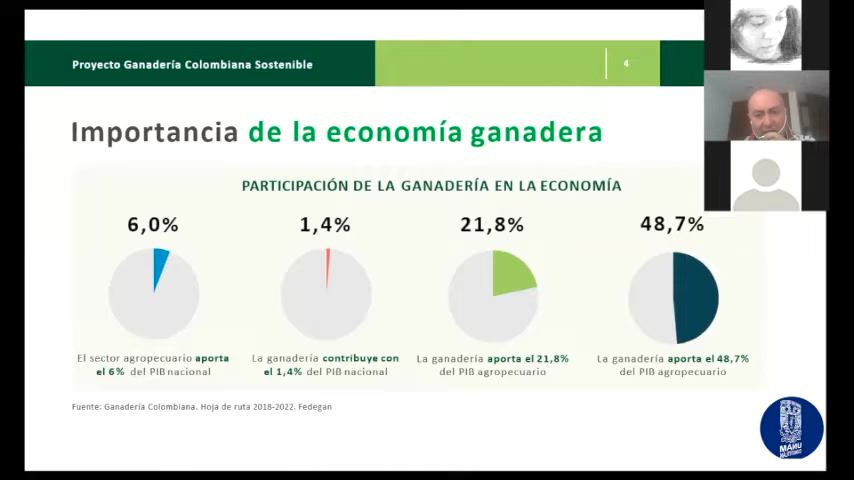 Proyecto Ganadería Colombiana Sostenible
4
Importancia de la economía ganadera
PARTICIPACIÓN DE LA GANADERÍA EN LA ECONOMÍA
6,0%
1,4%
21,8%
48,7%
El sector agropecuario aporta
el 6% del PIB nacional
La ganadería contribuye con
el 1,4% del PIB nacional
La ganadería aporta el 21,8%
del PIB agropecuario
La ganadería aporta el 48,7%
del PIB agropecuario
Fuente: Ganadería Colombiana. Hoja de ruta 2018-2022. Fedegan
MANU